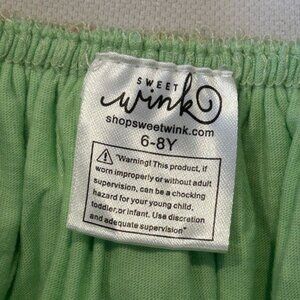 SWEET
wink
shopsweetwink.com
6-8Y
"Warning! This product, if
worn improperly or without adult
supervision, can be a choking
hazard for your young child,
toddler, or infant. Use discretion
and adequate supervision"